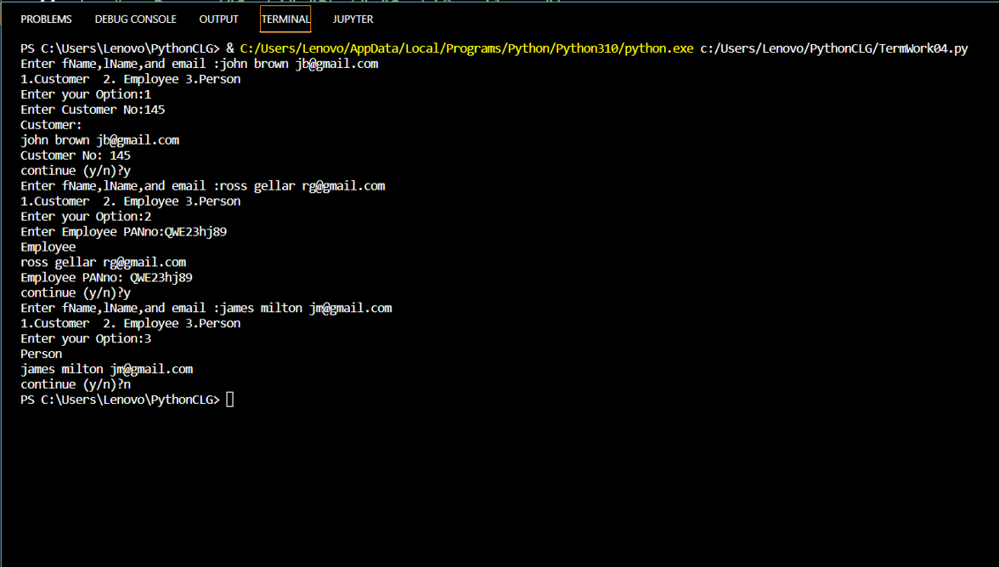 PROBLEMS DEBUG CONSOLE OUTPUT TERMINAL JUPYTER
PS C:\Users\Lenovo\PythonCLG> & C:/Users/Lenovo/AppData/Local/Programs/Python/Python310/python.exe c:/Users/Lenovo/PythonCLG/TermWork04.py
Enter fName,lName,and email :john brown jb@gmail.com
1.Customer  2. Employee 3.Person
Enter your Option:1
Enter Customer No:145
Customer:
john brown jb@gmail.com
Customer No: 145
continue (y/n)?y
Enter fName,lName,and email :ross gellar rg@gmail.com
1.Customer  2. Employee 3.Person
Enter your Option:2
Enter Employee PANno:QWE23hj89
Employee
ross gellar rg@gmail.com
Employee PANno: QWE23hj89
continue (y/n)?y
Enter fName,lName,and email :james milton jm@gmail.com
1.Customer  2. Employee 3.Person
Enter your Option:3
Person
james milton jm@gmail.com
continue (y/n)?n
PS C:\Users\Lenovo\PythonCLG>